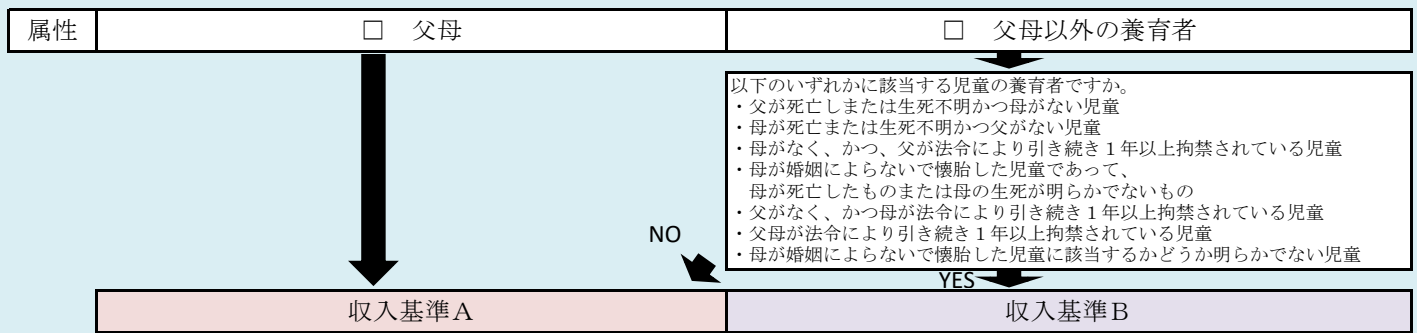 属性 □ 父母 □ 父母以外の養育者
以下のいずれかに該当する児童の養育者ですか。
・父が死亡しまたは生死不明かつ母がない児童
・母が死亡または生死不明かつ父がない児童
・母がなく、かつ、父が法令により引き続き１年以上拘禁されている児童
・母が婚姻によらないで懐胎した児童であって、
母が死亡したものまたは母の生死が明らかでないもの
・父がなく、かつ母が法令により引き続き１年以上拘禁されている児童
・父母が法令により引き続き１年以上拘禁されている児童
・母が婚姻によらないで懐胎した児童に該当するかどうか明らかでない児童
NO
YES
収入基準Ａ 収入基準Ｂ